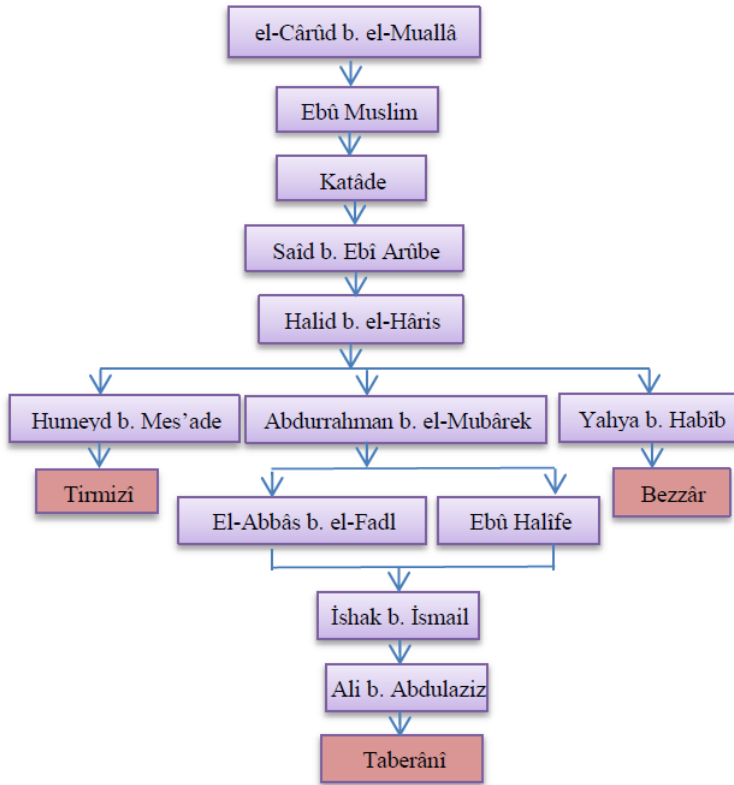 el-Cârûd b. el-Muallâ
Ebû Muslim
Katâde
Saîd b. Ebî Arûbe
Halid b. el-Hâris
Humeyd b. Mes’ade
Abdurrahman b. el-Mubârek
Yahya b. Habîb
Tirmizî
Bezzâr
El-Abbâs b. el-Fadl
Ebû Halîfe
İshak b. İsmail
Ali b. Abdulaziz
Taberânî